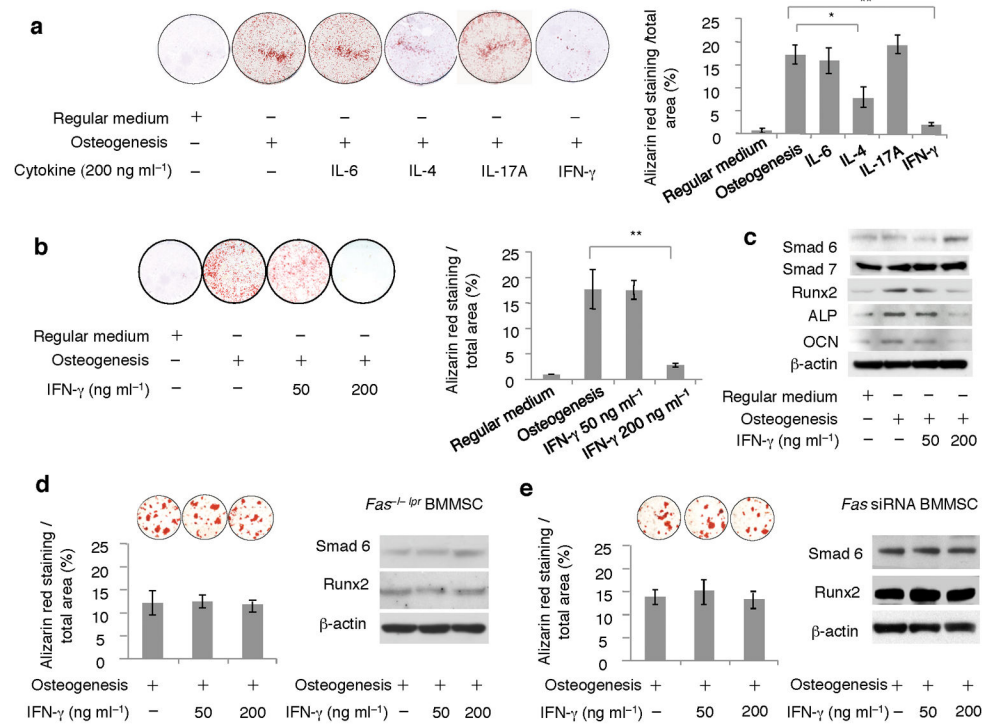 a
Regular medium + – – – – –
Osteogenesis – + + + + +
Cytokine (200 ng ml⁻¹) – – IL-6 IL-4 IL-17A IFN-γ
Alizarin red staining /total
area (%)
25
20
15
10
5
0
*
**
Regular medium
Osteogenesis
IL-6
IL-4
IL-17A
IFN-γ
b
Regular medium + – – –
Osteogenesis – + + +
IFN-γ (ng ml⁻¹) – – 50 200
Alizarin red staining /
total area (%)
25
20
15
10
5
0
**
Regular medium
Osteogenesis
IFN-γ 50 ng ml⁻¹
IFN-γ 200 ng ml⁻¹
c
Smad 6
Smad 7
Runx2
ALP
OCN
β-actin
Regular medium + – – –
Osteogenesis – + + +
IFN-γ (ng ml⁻¹) – – 50 200
d
Alizarin red staining /
total area (%)
25
20
15
10
5
0
Osteogenesis + + +
IFN-γ (ng ml⁻¹) 50 200
Fas–/– lpr BMMSC
Smad 6
Runx2
β-actin
Osteogenesis + + +
IFN-γ (ng ml⁻¹) 50 200
e
Alizarin red staining /
total area (%)
25
20
15
10
5
0
Osteogenesis + + +
IFN-γ (ng ml⁻¹) 50 200
Fas siRNA BMMSC
Smad 6
Runx2
β-actin
Osteogenesis + + +
IFN-γ (ng ml⁻¹) 50 200